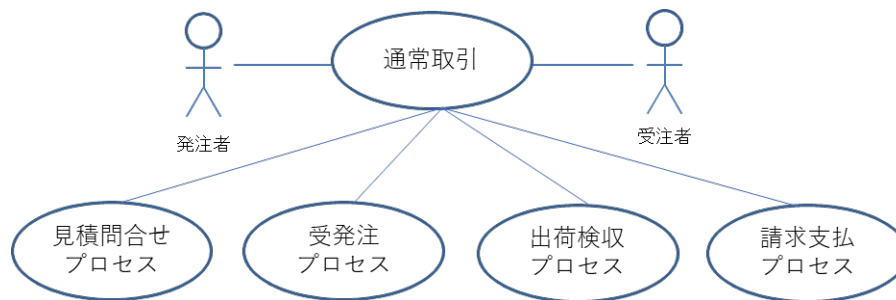 通常取引
発注者
受注者
見積問合せ
プロセス
受発注
プロセス
出荷検収
プロセス
請求支払
プロセス